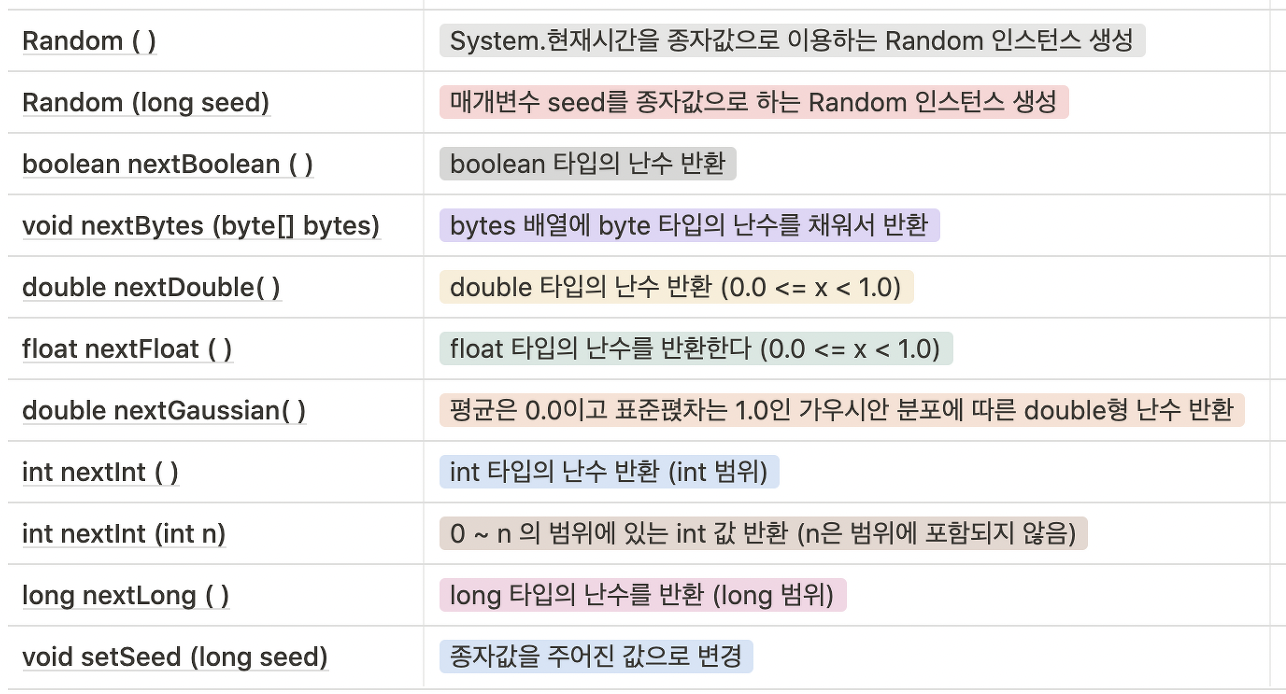 Random ( )
System.현재시간을 종자값으로 이용하는 Random 인스턴스 생성
Random (long seed)
매개변수 seed를 종자값으로 하는 Random 인스턴스 생성
boolean nextBoolean ( )
boolean 타입의 난수 반환
void nextBytes (byte[] bytes)
bytes 배열에 byte 타입의 난수를 채워서 반환
double nextDouble( )
double 타입의 난수 반환 (0.0 <= x < 1.0)
float nextFloat ( )
float 타입의 난수를 반환한다 (0.0 <= x < 1.0)
double nextGaussian( )
평균은 0.0이고 표준폈차는 1.0인 가우시안 분포에 따른 double형 난수 반환
int nextInt ( )
int 타입의 난수 반환 (int 범위)
int nextInt (int n)
0 ~ n 의 범위에 있는 int 값 반환 (n은 범위에 포함되지 않음)
long nextLong ( )
long 타입의 난수를 반환 (long 범위)
void setSeed (long seed)
종자값을 주어진 값으로 변경